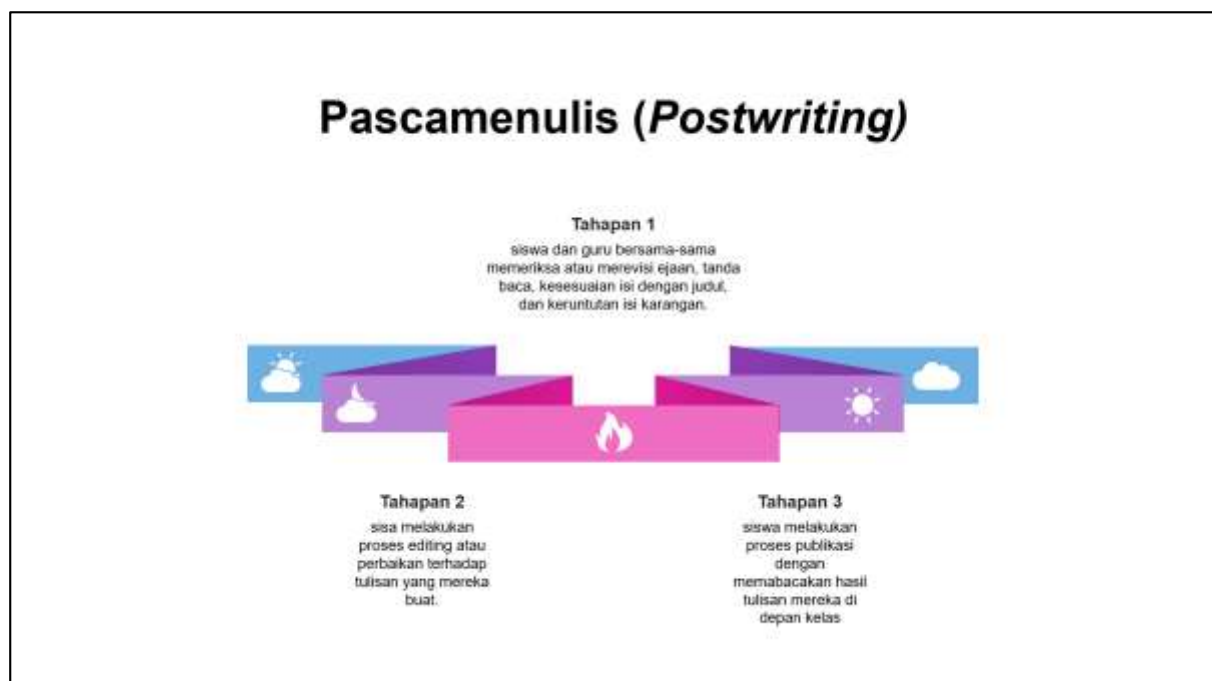 Pascamenulis (Postwriting)
Tahapan 1
siswa dan guru bersama-sama
memeriksa atau merevisi ejaan, tanda
baca, kesesuaian isi dengan judul,
dan keruntutan isi karangan.
Tahapan 2
sisa melakukan
proses editing atau
perbaikan terhadap
tulisan yang mereka
buat.
Tahapan 3
siswa melakukan
proses publikasi
dengan
memabacakan hasil
tulisan mereka di
depan kelas